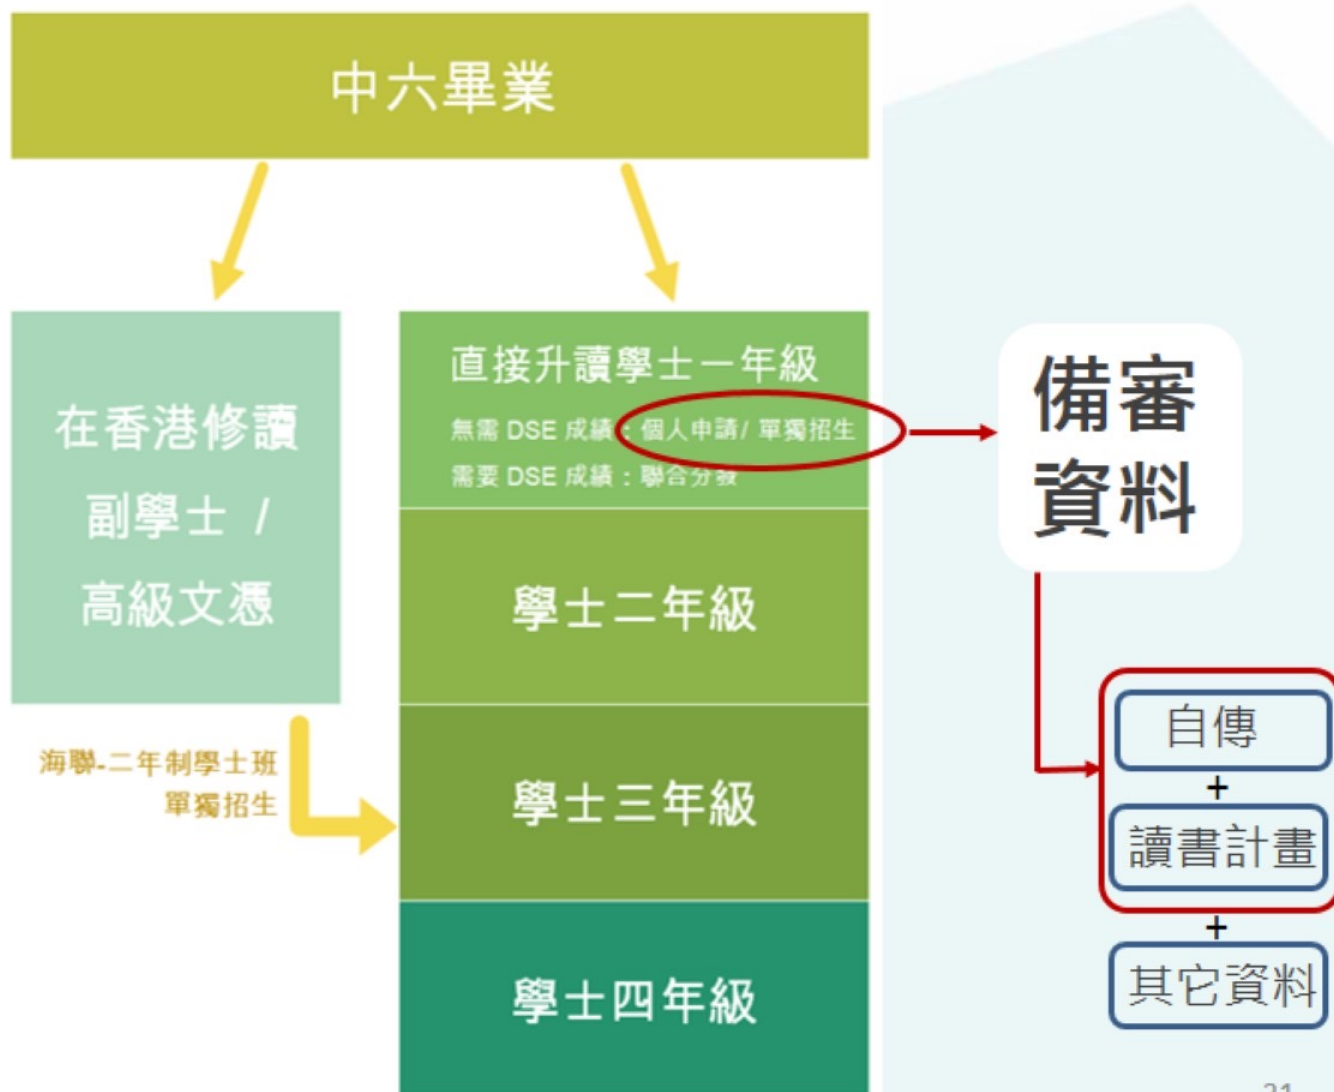 中六畢業
在香港修讀
副學士 /
高級文憑
海聯-二年制學士班
單獨招生
直接升讀學士一年級
無需 DSE 成績：個人申請/ 單獨招生
需要 DSE 成績：聯合分發
學士二年級
學士三年級
學士四年級
備審
資料
自傳
+
讀書計畫
+
其它資料